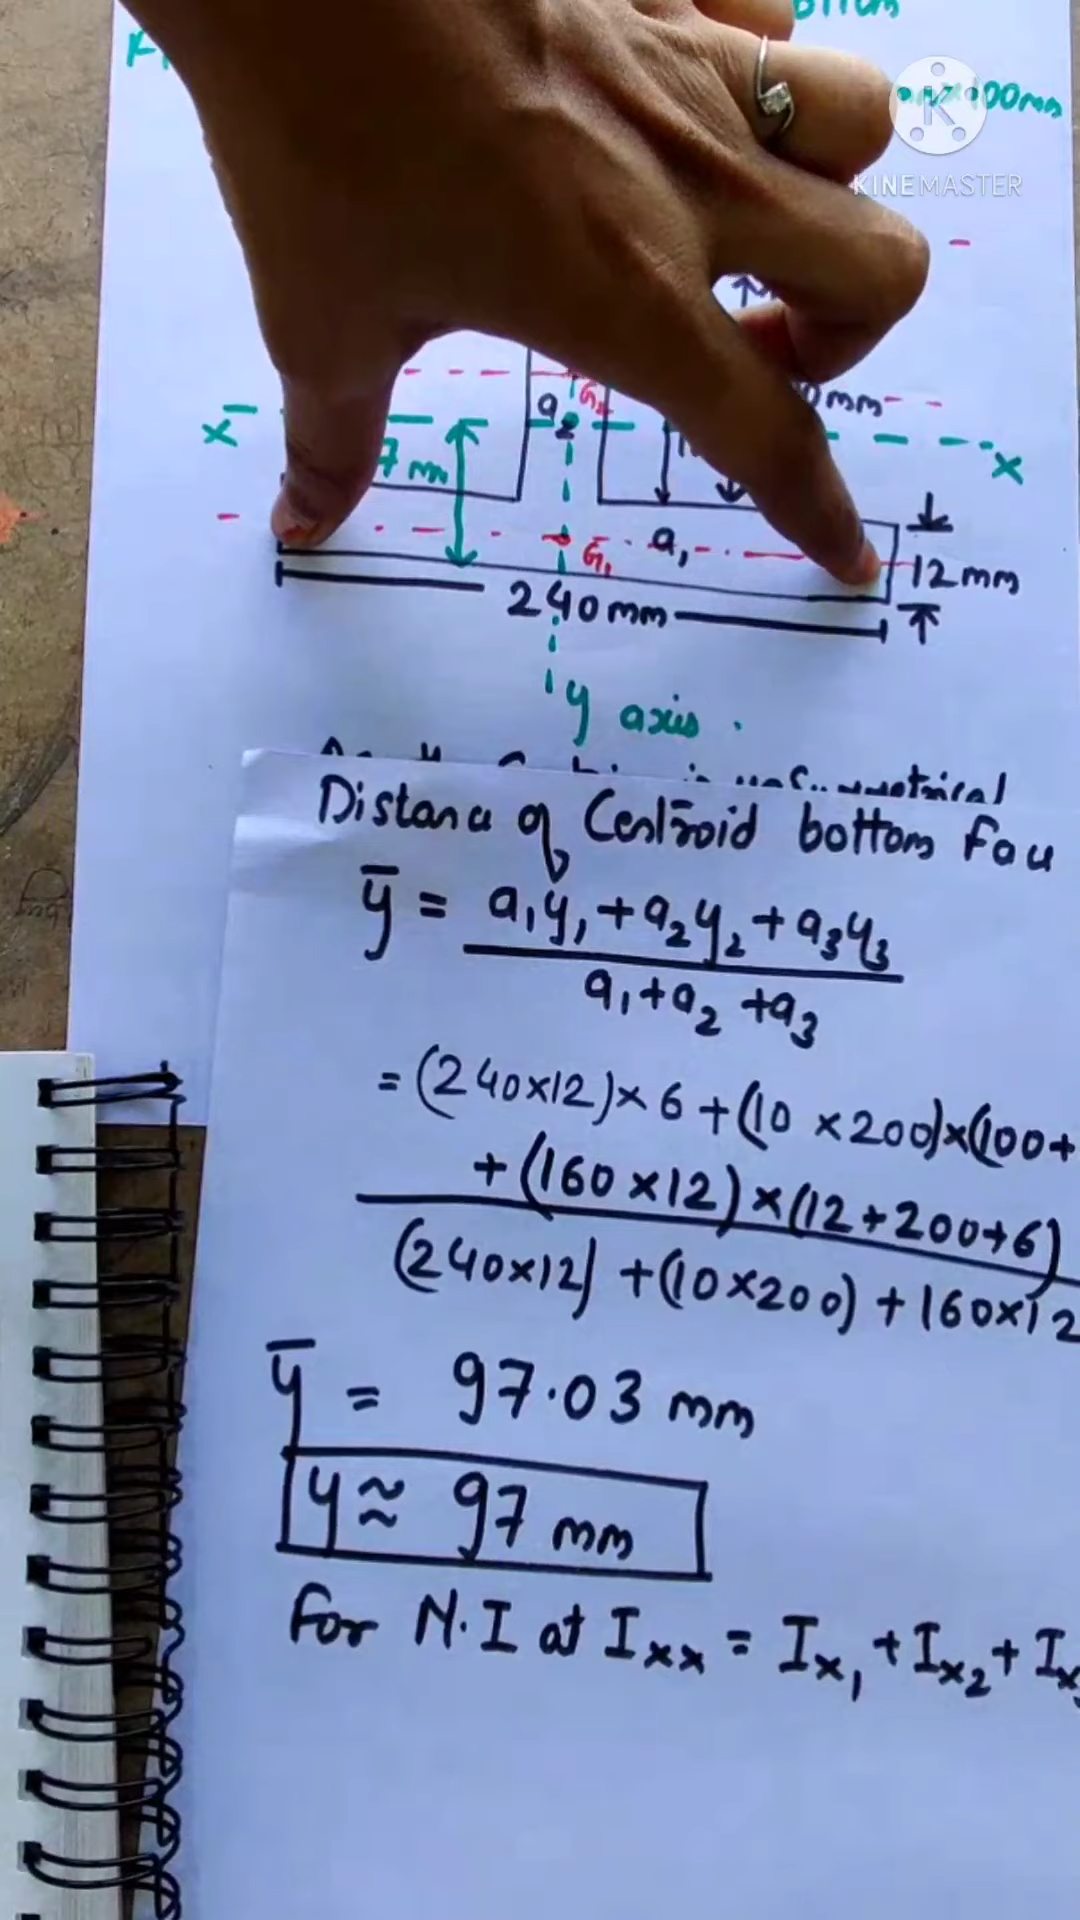 KINEMASTER
G₂
a₂
x
x
7 mm
mm
G₁
a₁
12mm
240mm
y axis.
Distance of Centroid bottom Face
ȳ = a₁y₁ + a₂y₂ + a₃y₃
a₁ + a₂ + a₃
= (240×12)×6 + (10 ×200)×(100+
+ (160×12)×(12+200+6)
(240×12) + (10×200) + 160×12
ȳ = 97.03 mm
y ≈ 97 mm
For M.I at Ixx = Ix₁ + Ix₂ + Ix₃